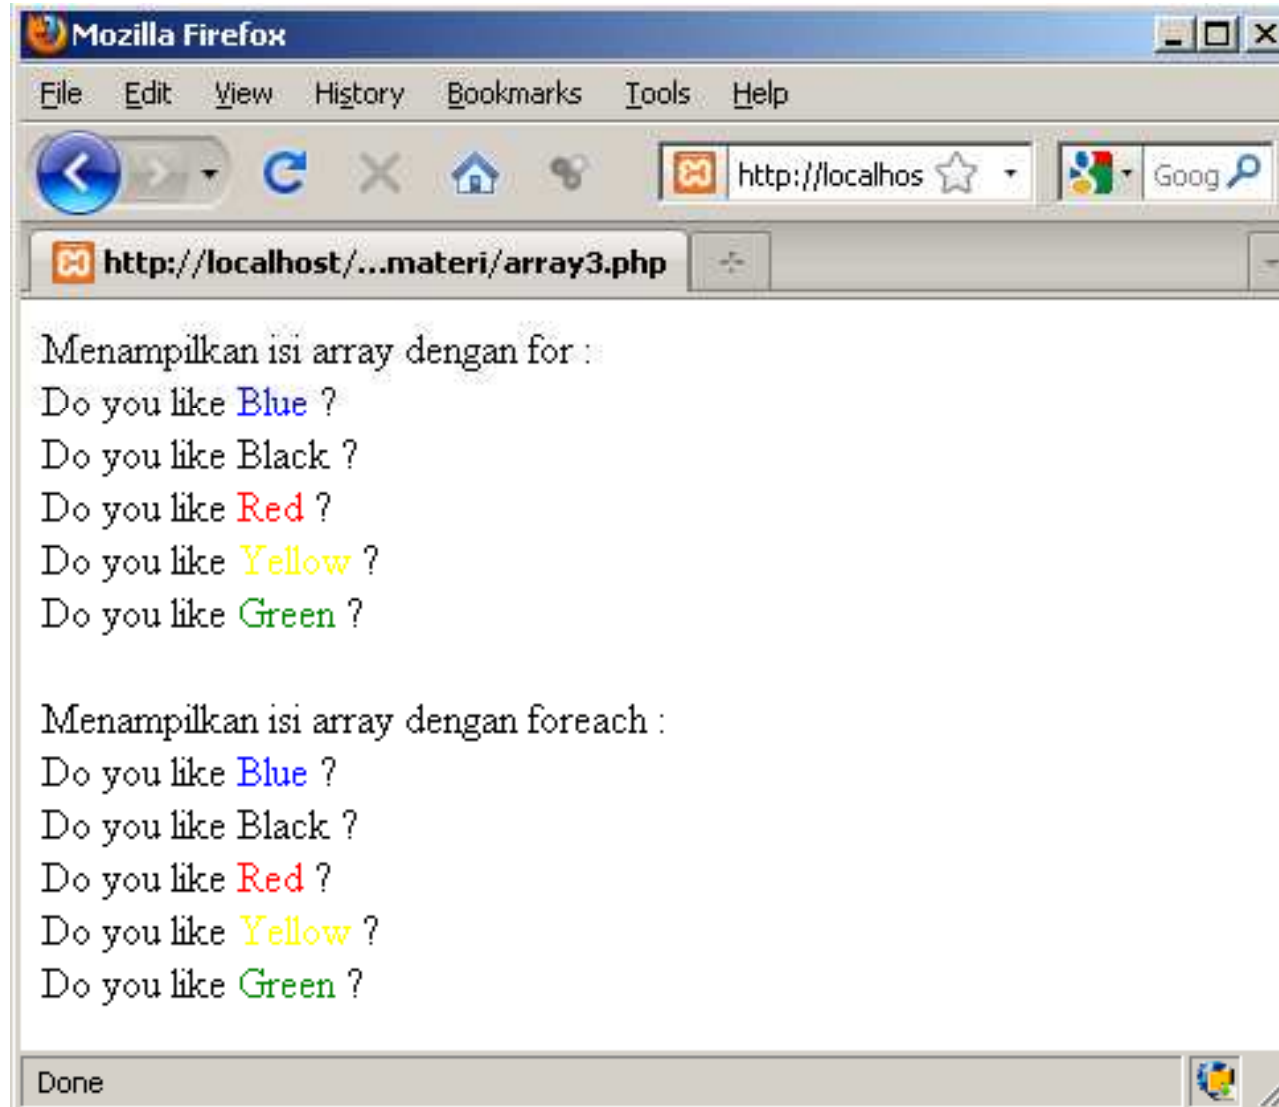 Mozilla Firefox
File Edit View History Bookmarks Tools Help
http://localhos Goog
http://localhost/...materi/array3.php
Menampilkan isi array dengan for :
Do you like Blue ?
Do you like Black ?
Do you like Red ?
Do you like Yellow ?
Do you like Green ?
Menampilkan isi array dengan foreach :
Do you like Blue ?
Do you like Black ?
Do you like Red ?
Do you like Yellow ?
Do you like Green ?
Done